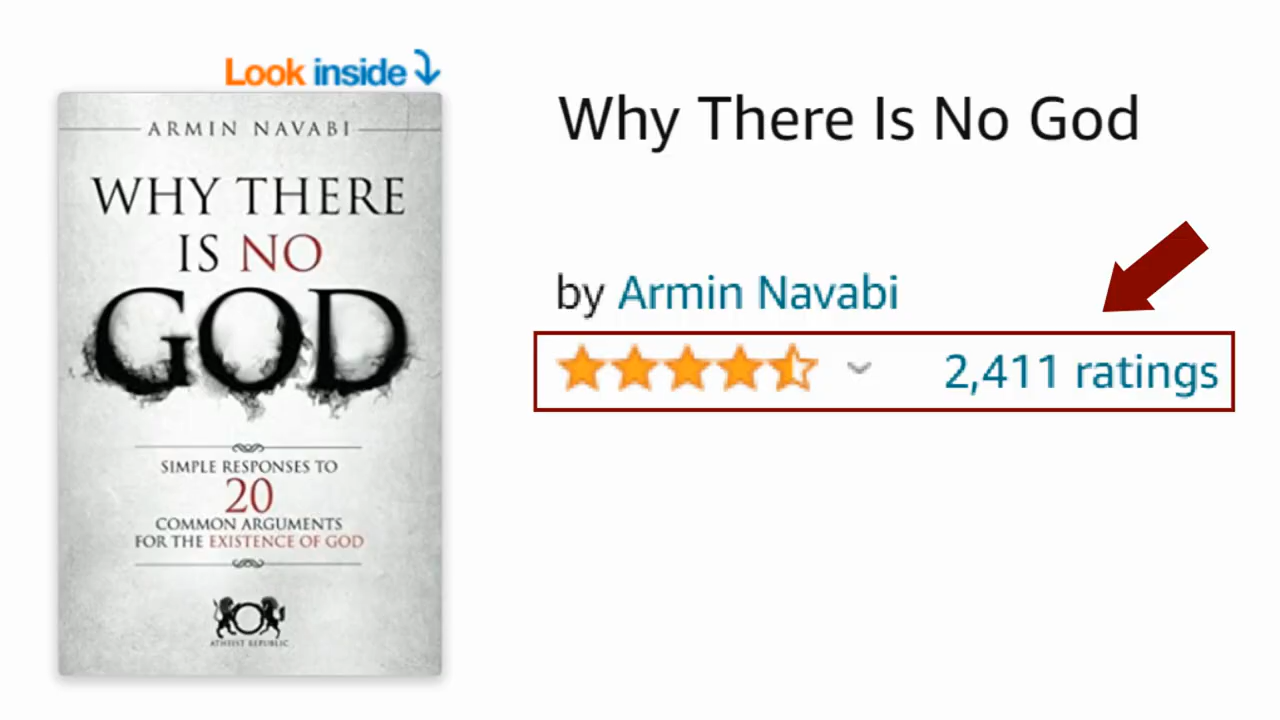 Look inside
ARMIN NAVABI
WHY THERE
IS NO
GOD
SIMPLE RESPONSES TO
20
COMMON ARGUMENTS
FOR THE EXISTENCE OF GOD
ATHEIST REPUBLIC
Why There Is No God
by Armin Navabi
2,411 ratings